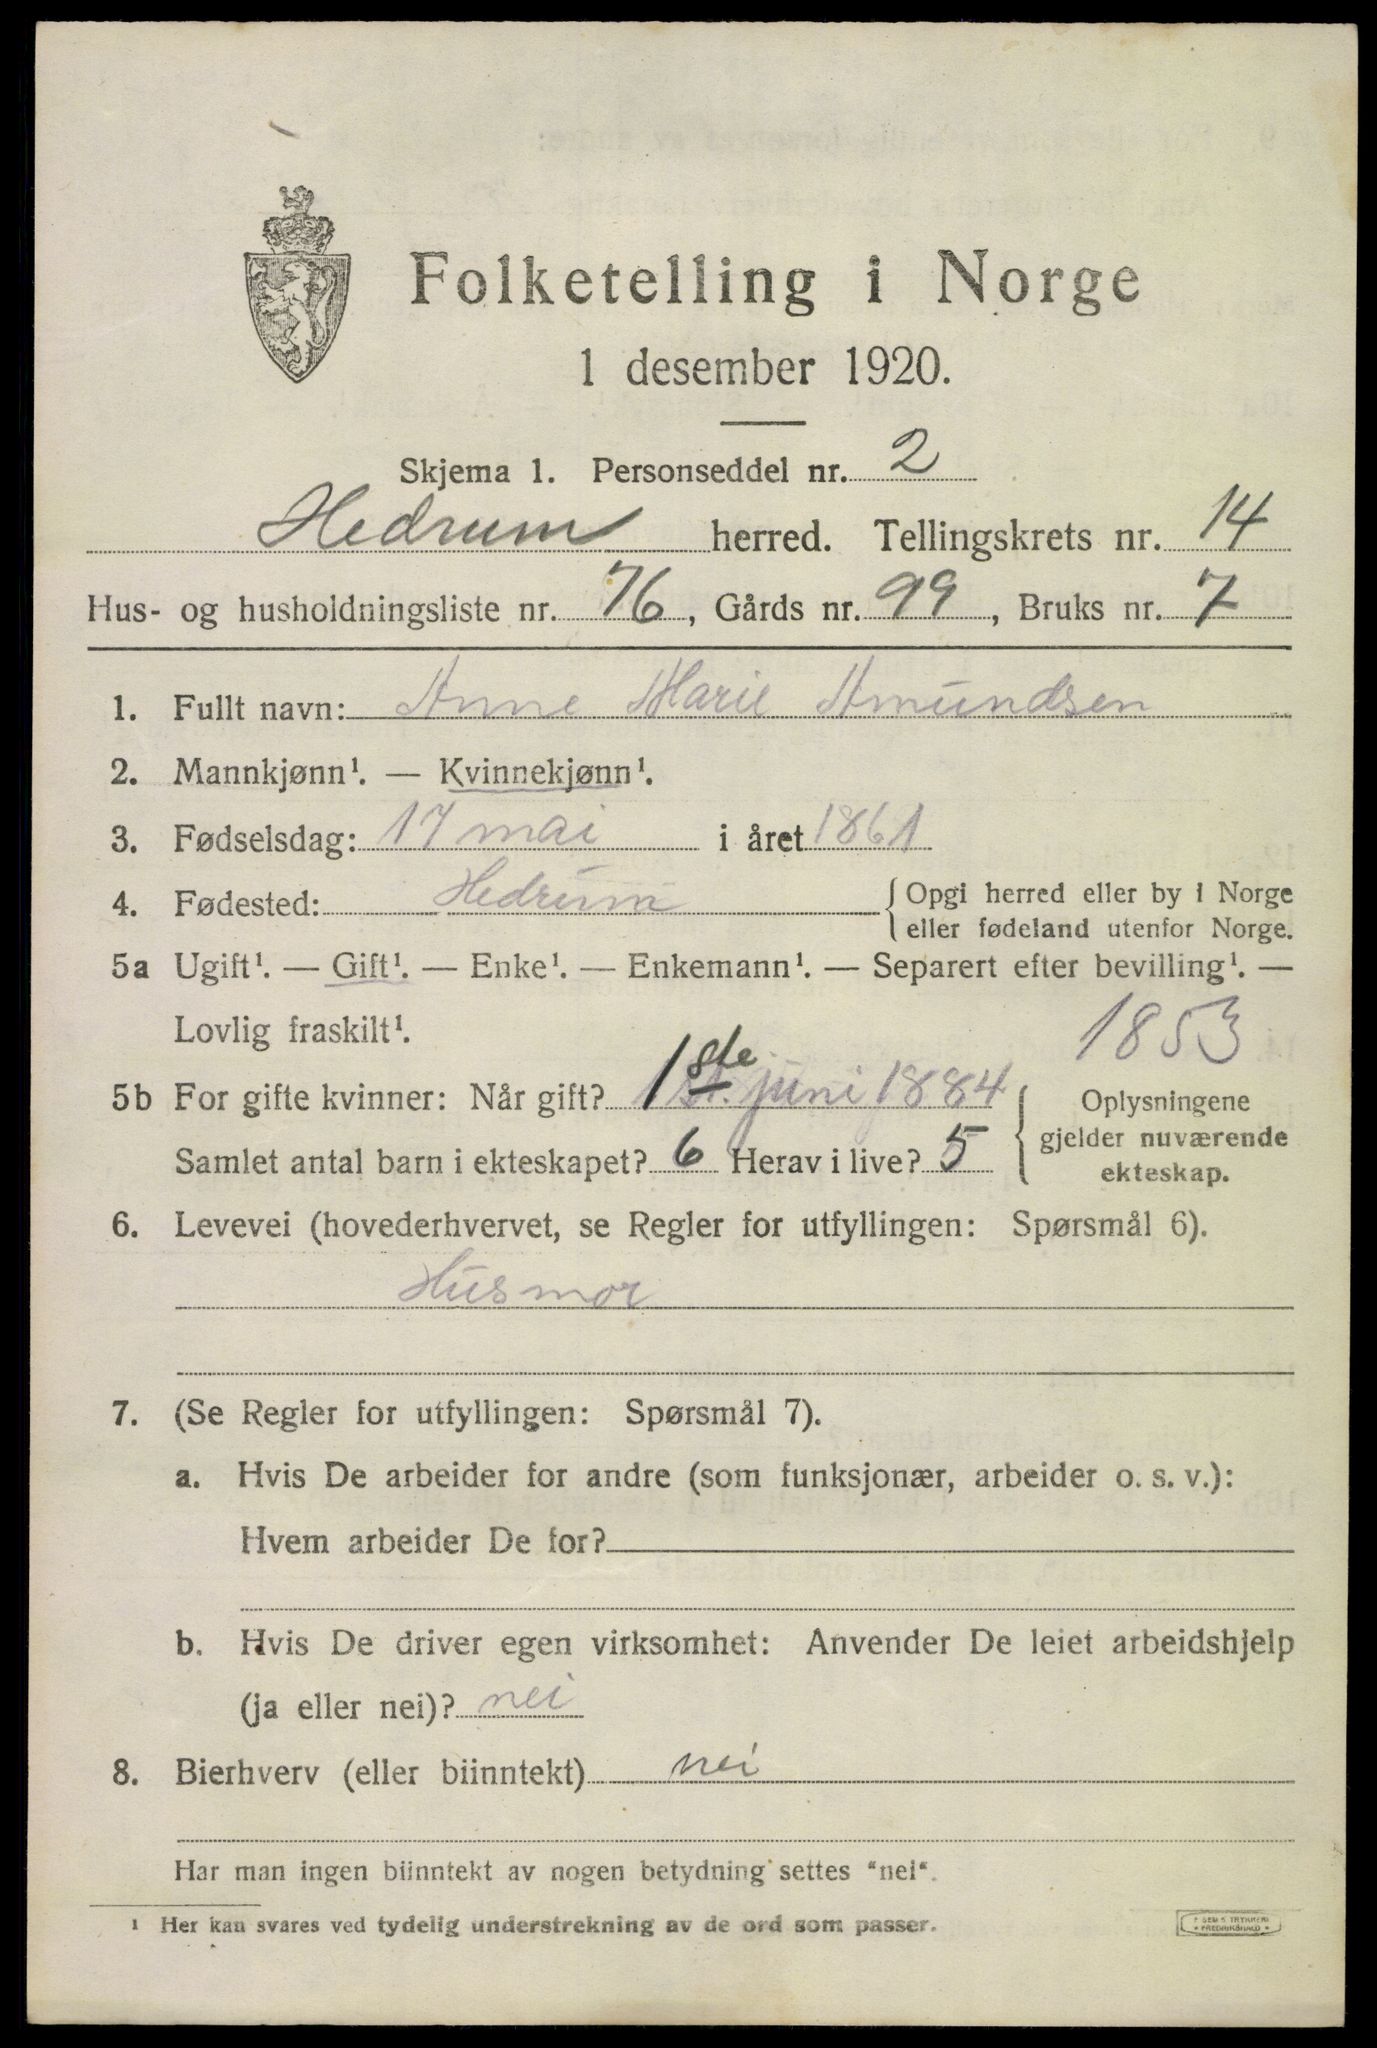 Folketelling i Norge
1 desember 1920.
Skjema 1. Personseddel nr. 2
Hedrum herred. Tellingskrets nr. 14
Hus- og husholdningsliste nr. 76, Gårds nr. 99, Bruks nr. 7
1. Fullt navn: Anne Marie Amundsen
2. Mannkjønn¹. — Kvinnekjønn¹.
3. Fødselsdag: 17 mai i året 1861
4. Fødested: Hedrum { Opgi herred eller by i Norge
eller fødeland utenfor Norge.
5a Ugift¹. — Gift¹. — Enke¹. — Enkemann¹. — Separert efter bevilling¹. —
Lovlig fraskilt¹.
1853
5b For gifte kvinner: Når gift? 1ste juni 1884
Samlet antal barn i ekteskapet? 6 Herav i live? 5
{ Oplysningene
gjelder nuværende
ekteskap.
6. Levevei (hovederhvervet, se Regler for utfyllingen: Spørsmål 6).
Husmor
7. (Se Regler for utfyllingen: Spørsmål 7).
a. Hvis De arbeider for andre (som funksjonær, arbeider o. s. v.):
Hvem arbeider De for?
b. Hvis De driver egen virksomhet: Anvender De leiet arbeidshjelp
(ja eller nei)? nei
8. Bierhverv (eller biinntekt) nei
Har man ingen biinntekt av nogen betydning settes "nei".
¹ Her kan svares ved tydelig understrekning av de ord som passer.